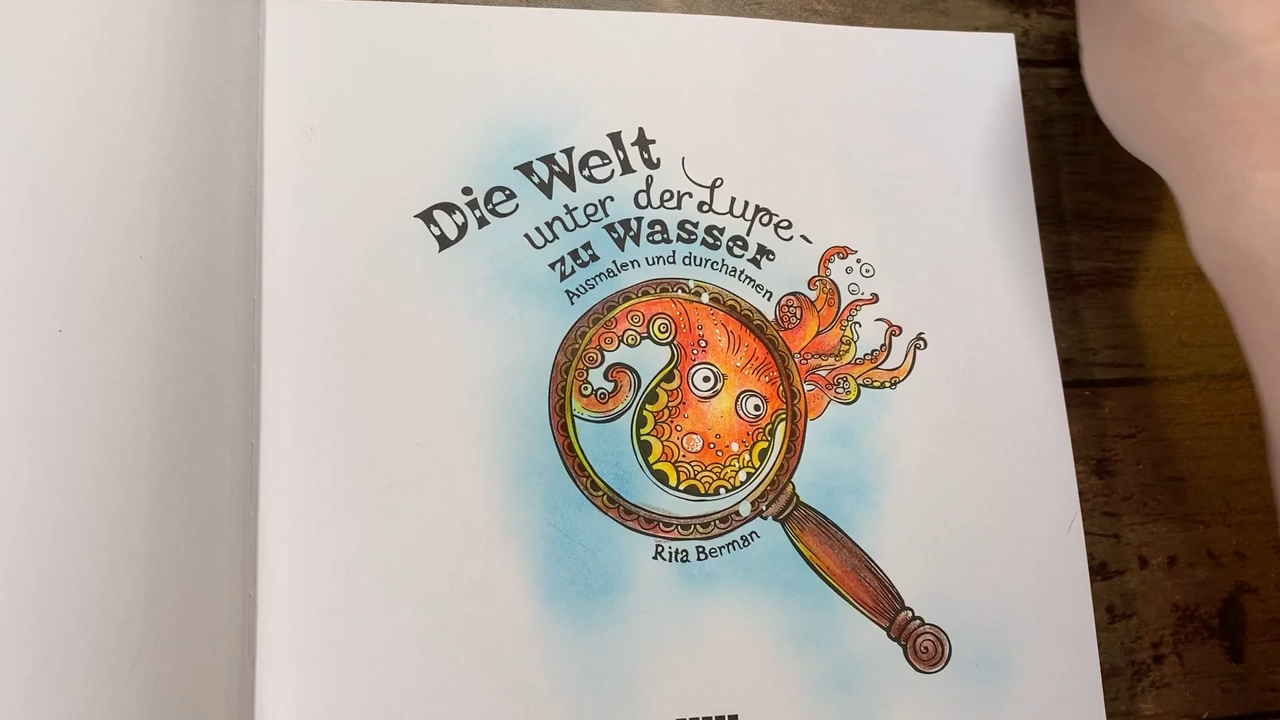 Die Welt
unter der Lupe-
zu Wasser
Ausmalen und durchatmen
Rita Berman